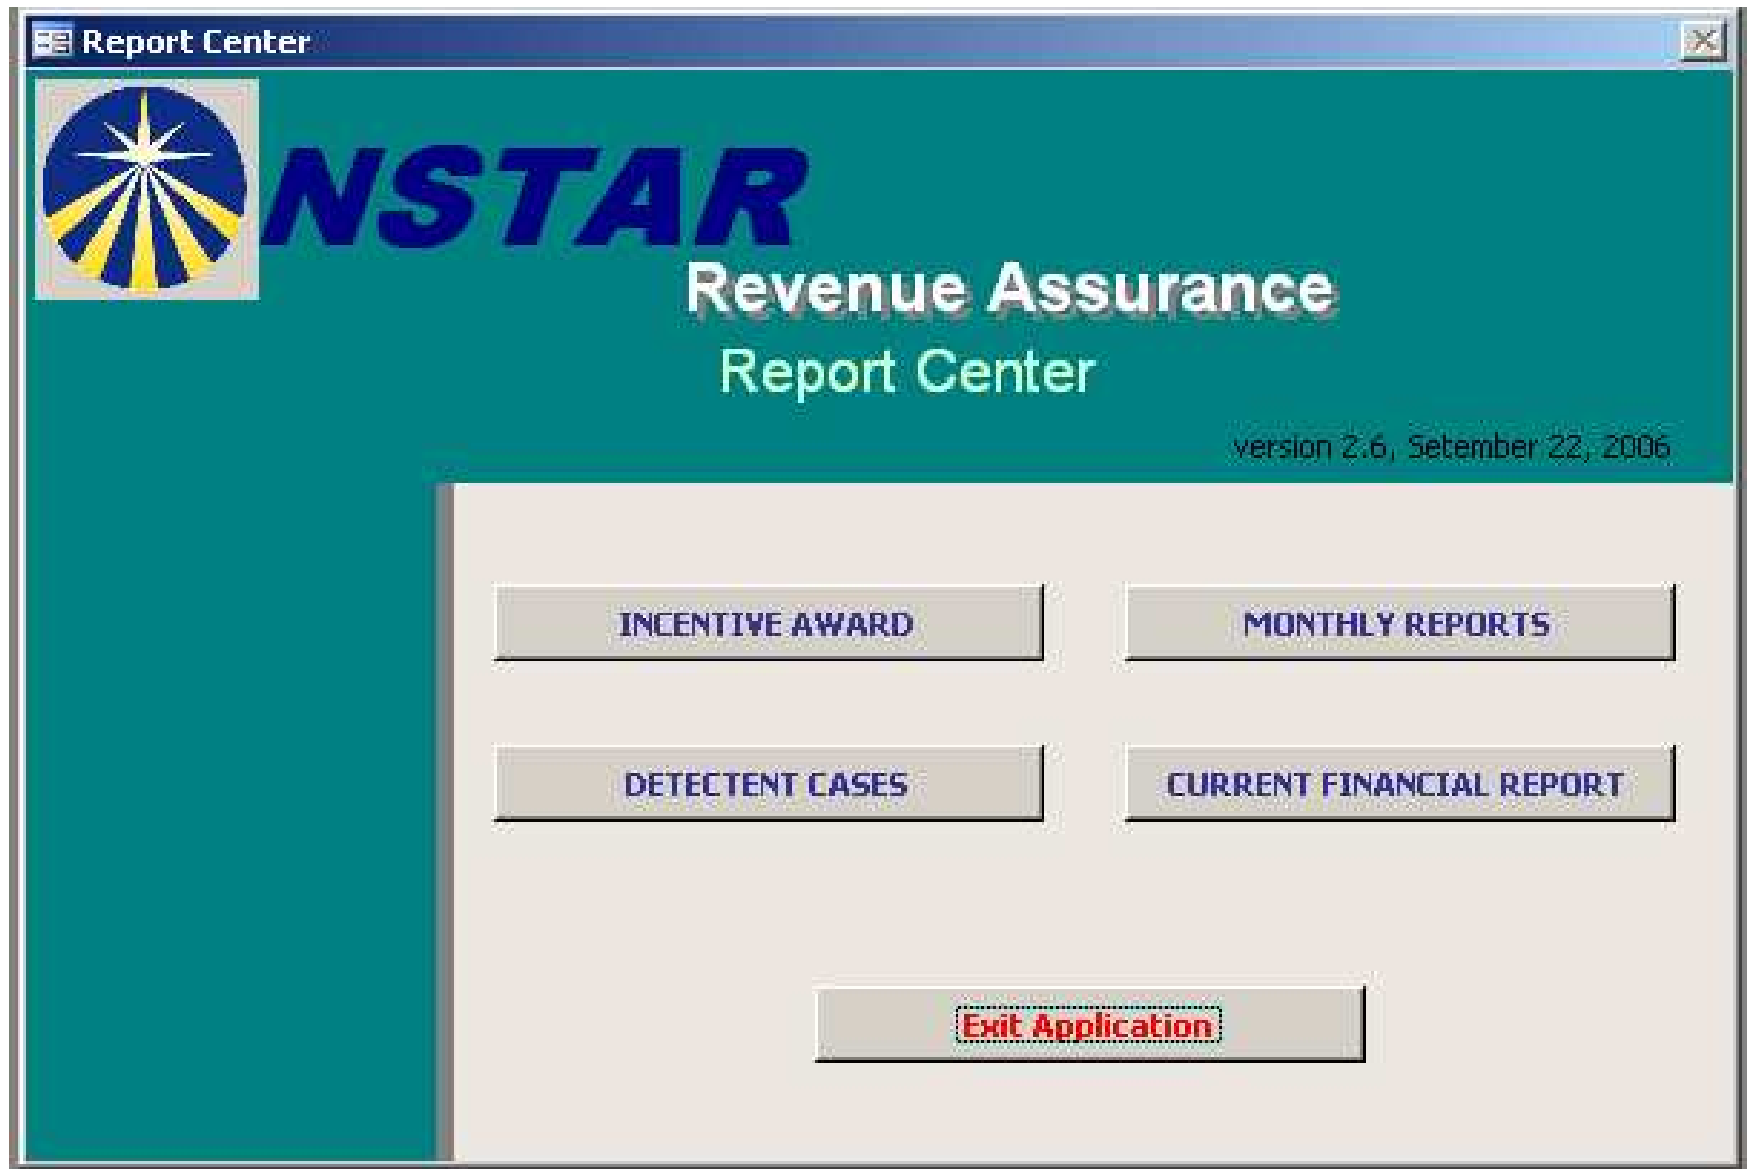 Report Center
NSTAR
Revenue Assurance
Report Center
version 2.6, Setember 22, 2006
INCENTIVE AWARD
MONTHLY REPORTS
DETECTENT CASES
CURRENT FINANCIAL REPORT
Exit Application